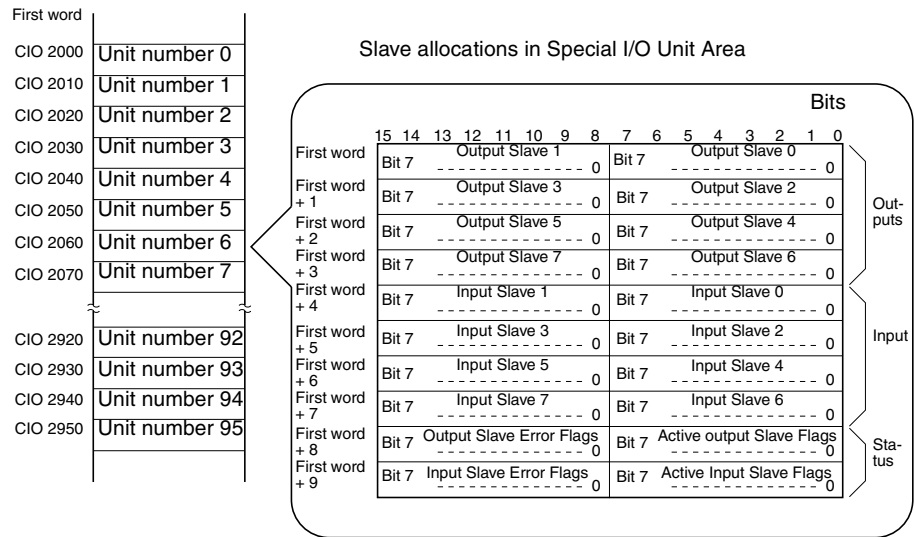 First word
CIO 2000 Unit number 0
CIO 2010 Unit number 1
CIO 2020 Unit number 2
CIO 2030 Unit number 3
CIO 2040 Unit number 4
CIO 2050 Unit number 5
CIO 2060 Unit number 6
CIO 2070 Unit number 7
CIO 2920 Unit number 92
CIO 2930 Unit number 93
CIO 2940 Unit number 94
CIO 2950 Unit number 95
Slave allocations in Special I/O Unit Area
Bits
15 14 13 12 11 10 9 8 7 6 5 4 3 2 1 0
First word Bit 7 Output Slave 1 0 Bit 7 Output Slave 0 0
First word + 1 Bit 7 Output Slave 3 0 Bit 7 Output Slave 2 0
First word + 2 Bit 7 Output Slave 5 0 Bit 7 Output Slave 4 0
First word + 3 Bit 7 Output Slave 7 0 Bit 7 Output Slave 6 0
Out-
puts
First word + 4 Bit 7 Input Slave 1 0 Bit 7 Input Slave 0 0
First word + 5 Bit 7 Input Slave 3 0 Bit 7 Input Slave 2 0
First word + 6 Bit 7 Input Slave 5 0 Bit 7 Input Slave 4 0
First word + 7 Bit 7 Input Slave 7 0 Bit 7 Input Slave 6 0
Input
First word + 8 Bit 7 Output Slave Error Flags 0 Bit 7 Active output Slave Flags 0
First word + 9 Bit 7 Input Slave Error Flags 0 Bit 7 Active Input Slave Flags 0
Sta-
tus